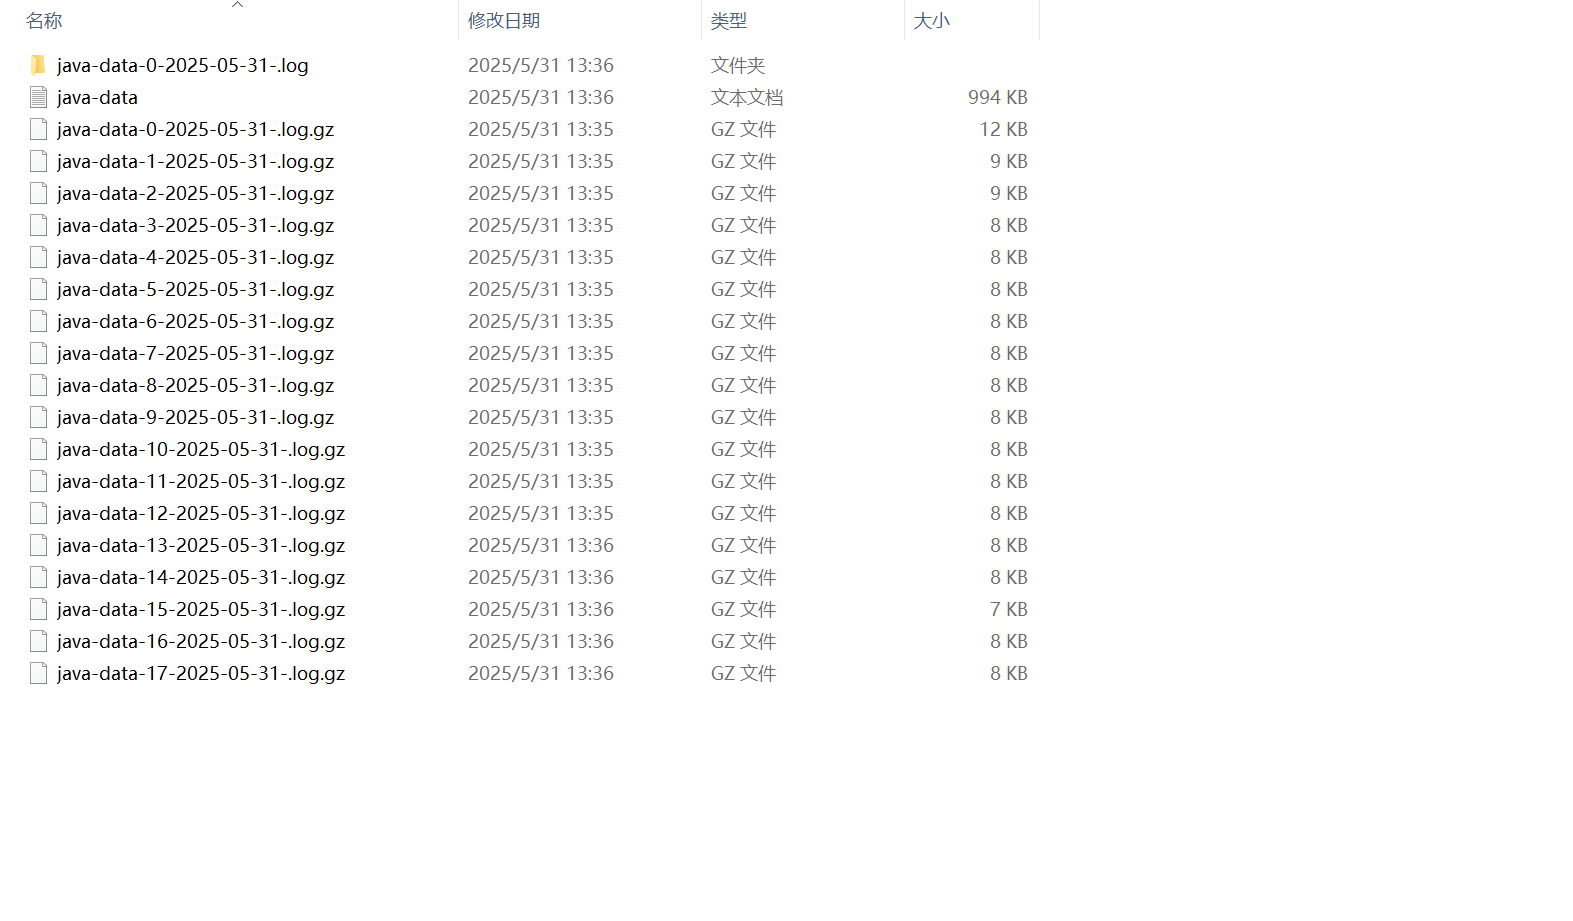 名称 修改日期 类型 大小
java-data-0-2025-05-31-.log 2025/5/31 13:36 文件夹
java-data 2025/5/31 13:36 文本文档 994 KB
java-data-0-2025-05-31-.log.gz 2025/5/31 13:35 GZ 文件 12 KB
java-data-1-2025-05-31-.log.gz 2025/5/31 13:35 GZ 文件 9 KB
java-data-2-2025-05-31-.log.gz 2025/5/31 13:35 GZ 文件 9 KB
java-data-3-2025-05-31-.log.gz 2025/5/31 13:35 GZ 文件 8 KB
java-data-4-2025-05-31-.log.gz 2025/5/31 13:35 GZ 文件 8 KB
java-data-5-2025-05-31-.log.gz 2025/5/31 13:35 GZ 文件 8 KB
java-data-6-2025-05-31-.log.gz 2025/5/31 13:35 GZ 文件 8 KB
java-data-7-2025-05-31-.log.gz 2025/5/31 13:35 GZ 文件 8 KB
java-data-8-2025-05-31-.log.gz 2025/5/31 13:35 GZ 文件 8 KB
java-data-9-2025-05-31-.log.gz 2025/5/31 13:35 GZ 文件 8 KB
java-data-10-2025-05-31-.log.gz 2025/5/31 13:35 GZ 文件 8 KB
java-data-11-2025-05-31-.log.gz 2025/5/31 13:35 GZ 文件 8 KB
java-data-12-2025-05-31-.log.gz 2025/5/31 13:35 GZ 文件 8 KB
java-data-13-2025-05-31-.log.gz 2025/5/31 13:36 GZ 文件 8 KB
java-data-14-2025-05-31-.log.gz 2025/5/31 13:36 GZ 文件 8 KB
java-data-15-2025-05-31-.log.gz 2025/5/31 13:36 GZ 文件 7 KB
java-data-16-2025-05-31-.log.gz 2025/5/31 13:36 GZ 文件 8 KB
java-data-17-2025-05-31-.log.gz 2025/5/31 13:36 GZ 文件 8 KB